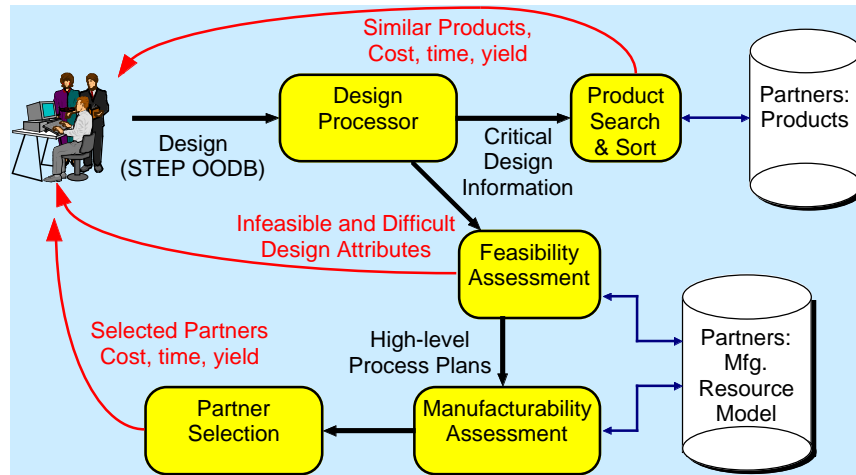 Similar Products,
Cost, time, yield
Design
Processor
Product
Search
& Sort
Partners:
Products
Design
(STEP OODB)
Critical
Design
Information
Infeasible and Difficult
Design Attributes
Feasibility
Assessment
Selected Partners
Cost, time, yield
High-level
Process Plans
Partners:
Mfg.
Resource
Model
Partner
Selection
Manufacturability
Assessment